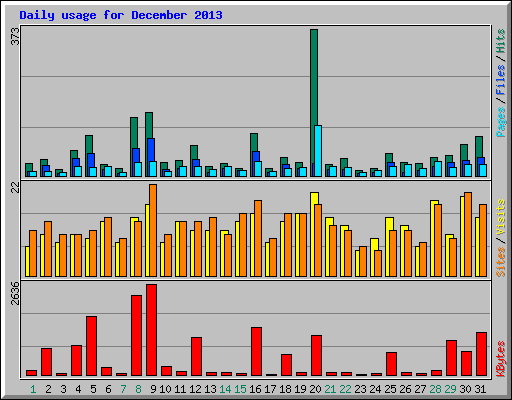 Daily usage for December 2013
373
Pages / Files / Hits
22
Sites / Visits
2636
KBytes
1 2 3 4 5 6 7 8 9 10 11 12 13 14 15 16 17 18 19 20 21 22 23 24 25 26 27 28 29 30 31